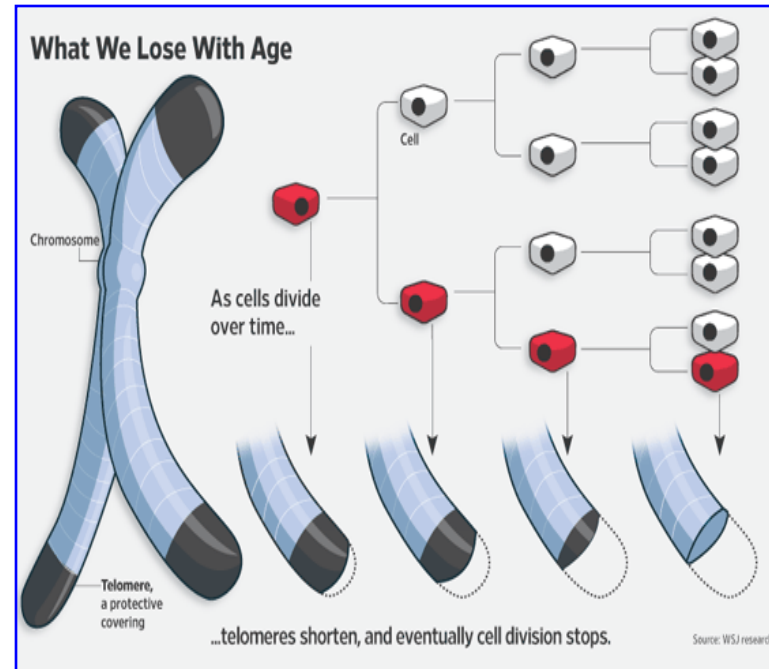 What We Lose With Age
Cell
Chromosome
As cells divide
over time...
Telomere,
a protective
covering
...telomeres shorten, and eventually cell division stops.
Source: WSJ research